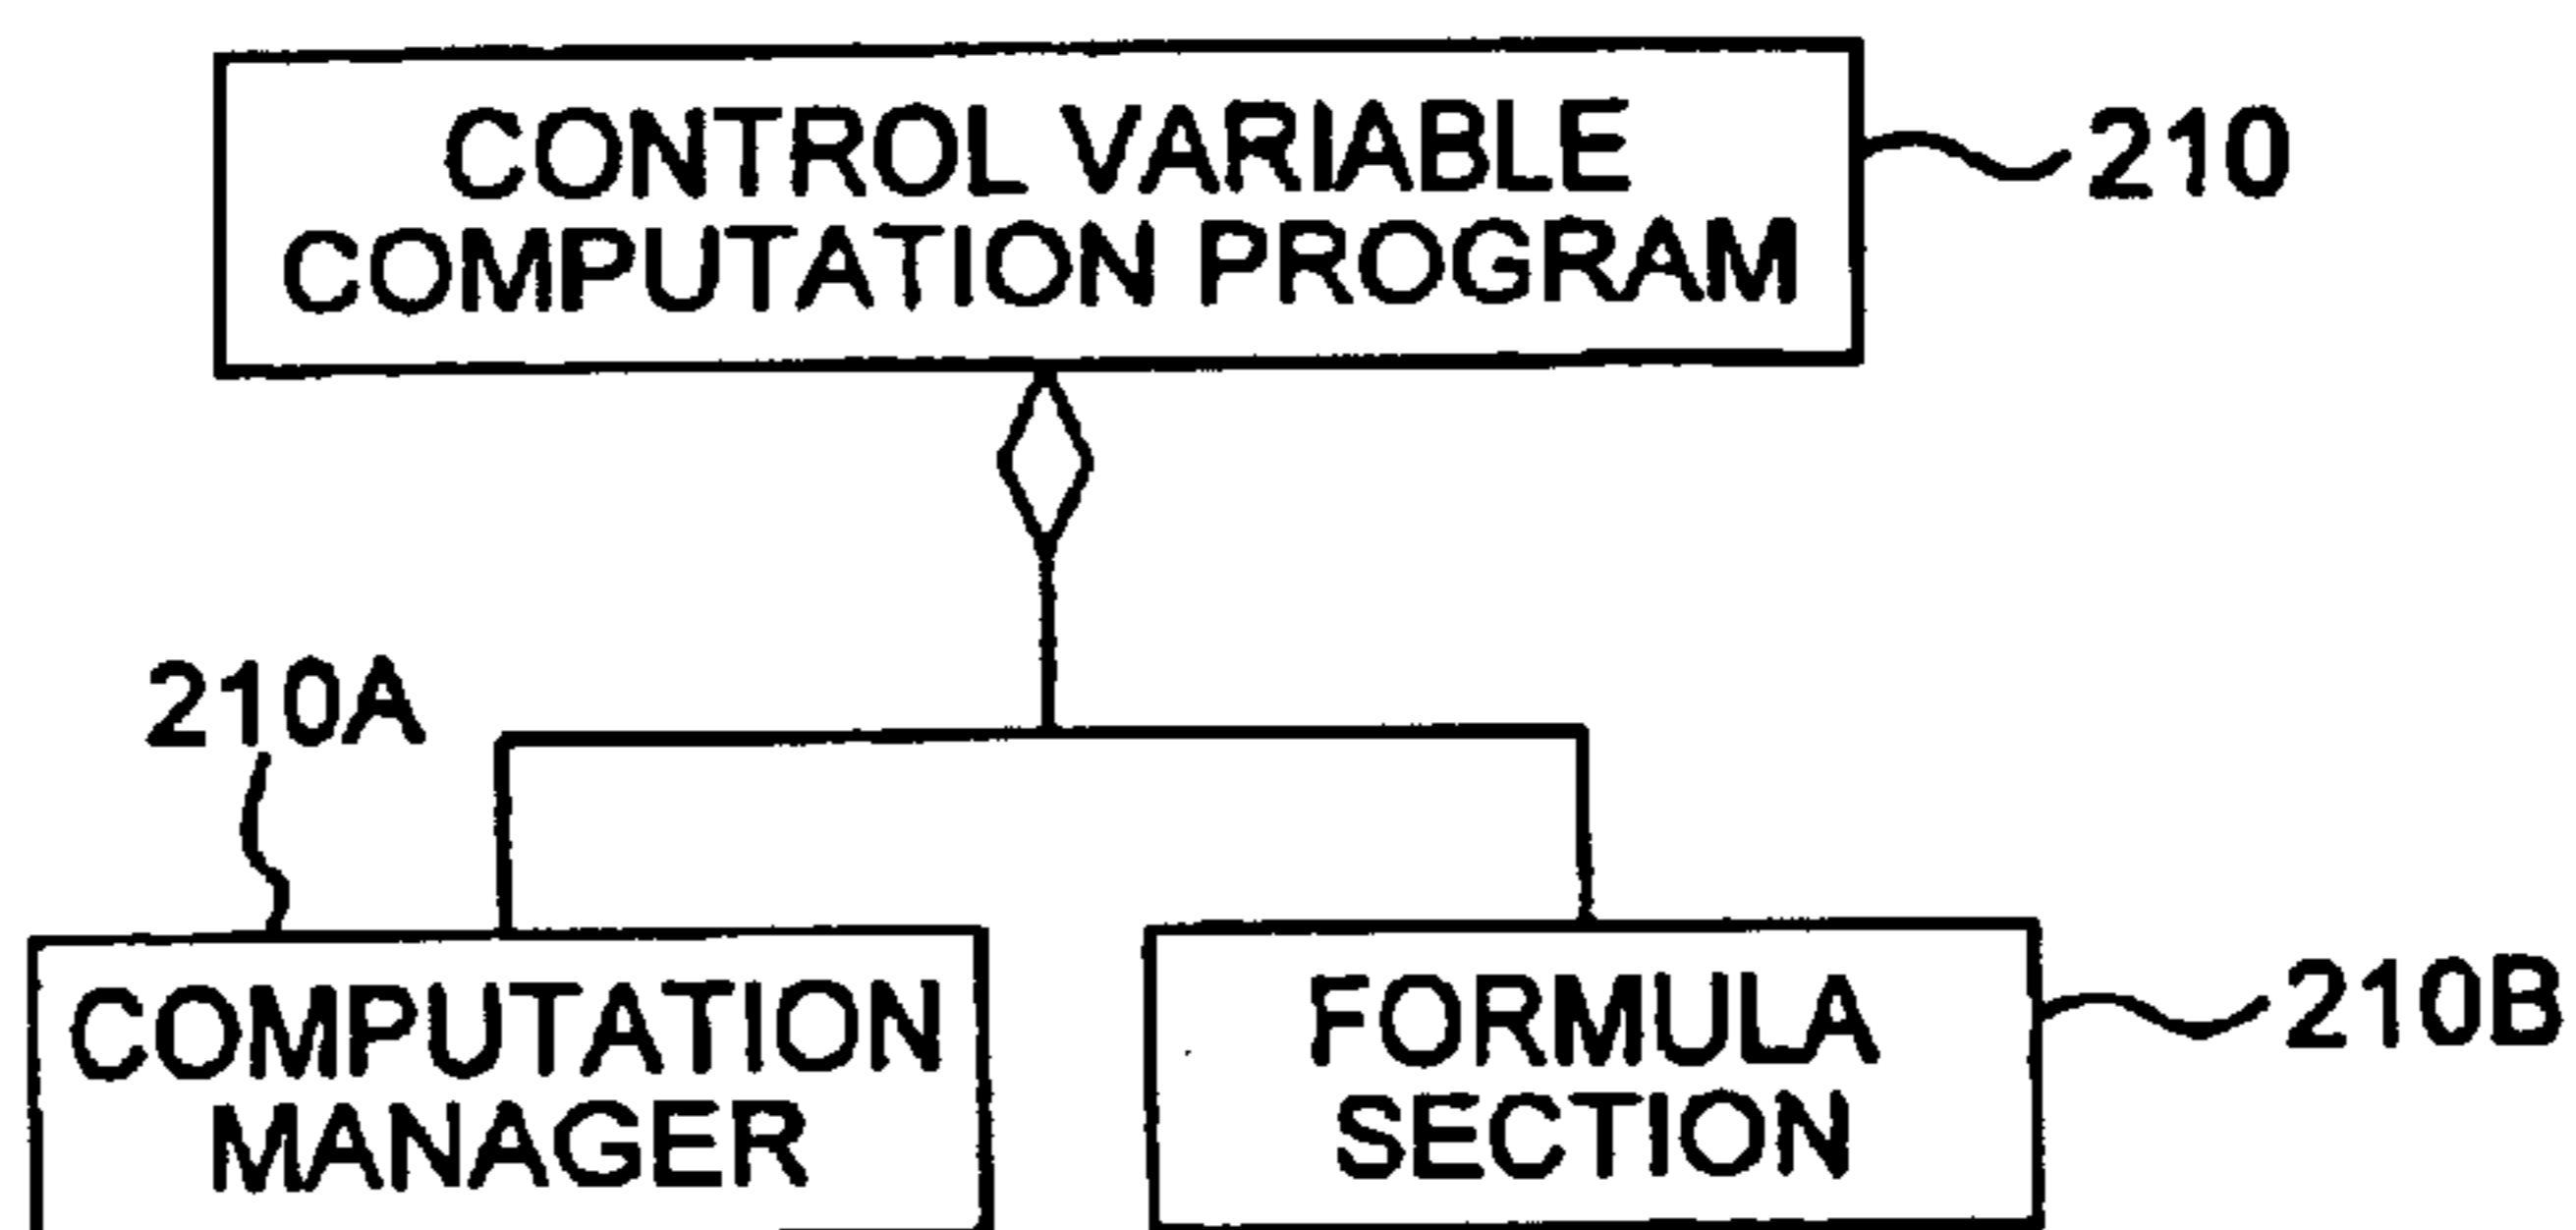 CONTROL VARIABLE
COMPUTATION PROGRAM
210
210A
COMPUTATION
MANAGER
FORMULA
SECTION
210B